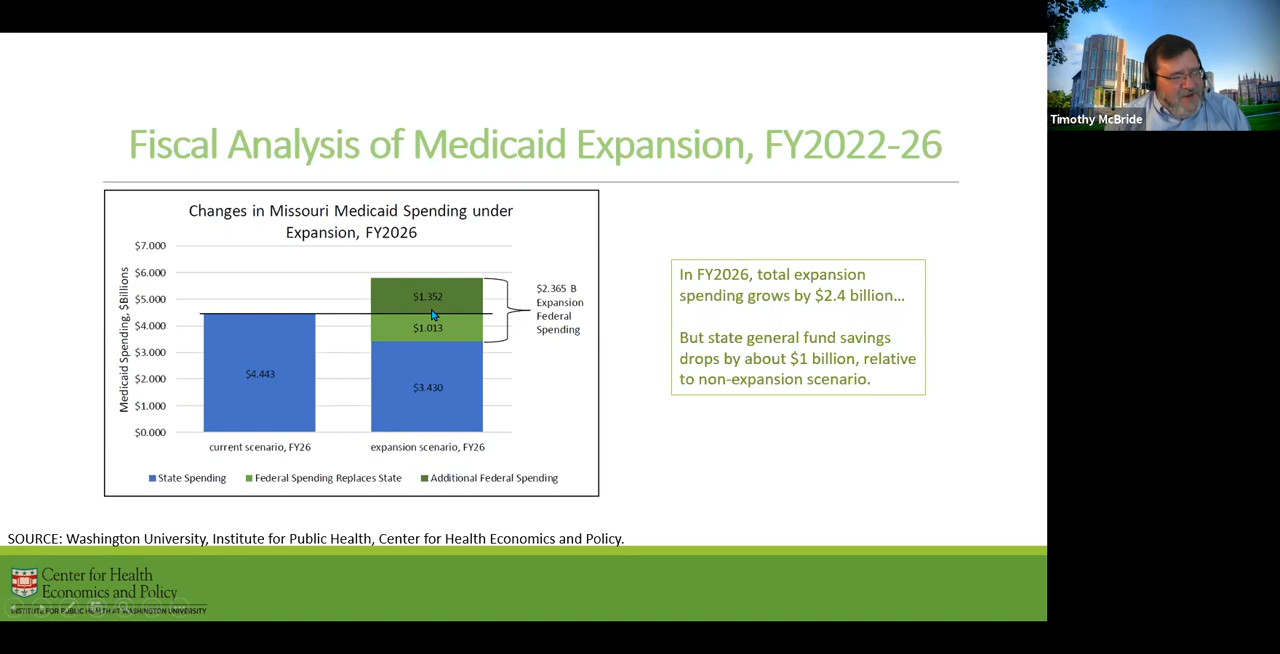 Timothy McBride
Fiscal Analysis of Medicaid Expansion, FY2022-26
Changes in Missouri Medicaid Spending under
Expansion, FY2026
Medicaid Spending, $Billions
$7.000
$6.000
$5.000
$4.000
$3.000
$2.000
$1.000
$0.000
$4.443
$1.352
$1.013
$3.430
$2.365 B
Expansion
Federal
Spending
current scenario, FY26
expansion scenario, FY26
State Spending
Federal Spending Replaces State
Additional Federal Spending
In FY2026, total expansion
spending grows by $2.4 billion…
But state general fund savings
drops by about $1 billion, relative
to non-expansion scenario.
SOURCE: Washington University, Institute for Public Health, Center for Health Economics and Policy.
Center for Health
Economics and Policy
INSTITUTE FOR PUBLIC HEALTH AT WASHINGTON UNIVERSITY